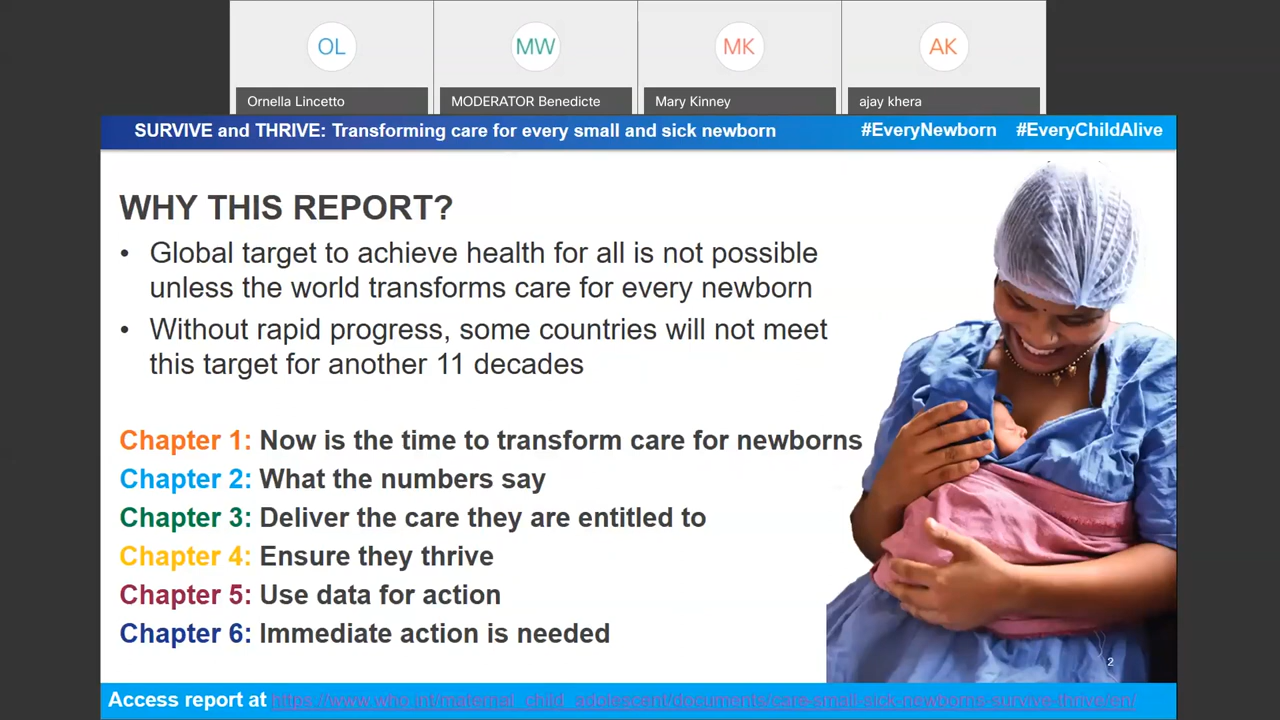 OL
MW
MK
AK
Ornella Lincetto
MODERATOR Benedicte
Mary Kinney
ajay khera
SURVIVE and THRIVE: Transforming care for every small and sick newborn
#EveryNewborn #EveryChildAlive
WHY THIS REPORT?
• Global target to achieve health for all is not possible
unless the world transforms care for every newborn
• Without rapid progress, some countries will not meet
this target for another 11 decades
Chapter 1: Now is the time to transform care for newborns
Chapter 2: What the numbers say
Chapter 3: Deliver the care they are entitled to
Chapter 4: Ensure they thrive
Chapter 5: Use data for action
Chapter 6: Immediate action is needed
2
Access report at https://www.who.int/maternal_child_adolescent/documents/care-small-sick-newborns-survive-thrive/en/